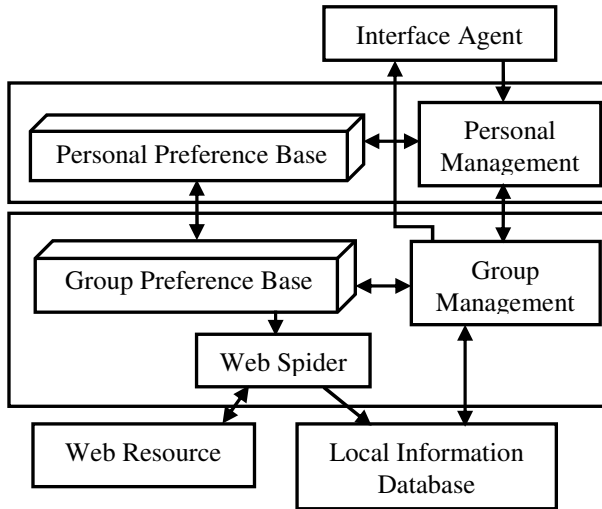 Interface Agent
Personal Preference Base
Personal
Management
Group Preference Base
Group
Management
Web Spider
Web Resource
Local Information
Database